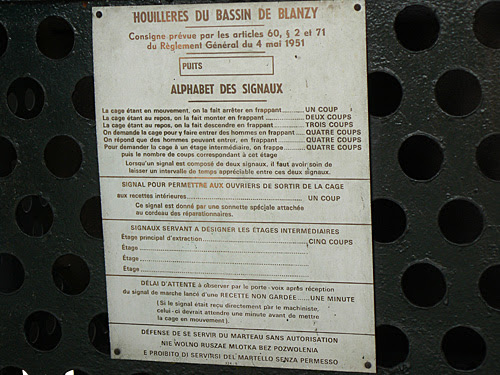 HOUILLERES DU BASSIN DE BLANZY
Consigne prévue par les articles 60, § 2 et 71
du Règlement Général du 4 mai 1951
PUITS
ALPHABET DES SIGNAUX
La cage étant en mouvement, on la fait arrêter en frappant......... UN COUP
La cage étant au repos, on la fait monter en frappant.............. DEUX COUPS
La cage étant au repos, on la fait descendre en frappant........... TROIS COUPS
On demande la cage pour y faire entrer des hommes en frappant...... QUATRE COUPS
On répond que des hommes peuvent entrer, en frappant............... QUATRE COUPS
Pour demander la cage à un étage intermédiaire, on frappe.......... QUATRE COUPS
puis le nombre de coups correspondant à cet étage
Lorsqu'un signal est composé de deux signaux, il faut avoir soin de
laisser un intervalle de temps appréciable entre ces deux signaux.
SIGNAL POUR PERMETTRE AUX OUVRIERS DE SORTIR DE LA CAGE
aux recettes intérieures........................ UN COUP
Ce signal est donné par une sonnette spéciale attachée
au cordeau des réparationnaires.
SIGNAUX SERVANT A DÉSIGNER LES ÉTAGES INTERMÉDIAIRES
Étage principal d'extraction........................ CINQ COUPS
Étage
Étage
Étage
DELAI D'ATTENTE à observer par le porte-voix après réception
du signal de marche lancé d'une RECETTE NON GARDEE......UNE MINUTE
(Si le signal était reçu directement par le machiniste,
celui-ci devrait attendre une minute avant de mettre
la cage en mouvement).
DÉFENSE DE SE SERVIR DU MARTEAU SANS AUTORISATION
NIE WOLNO RUSZAE MLOTKA BEZ POZWOLENIA
E PROIBITO DI SERVIRSI DEL MARTELLO SENZA PERMESSO